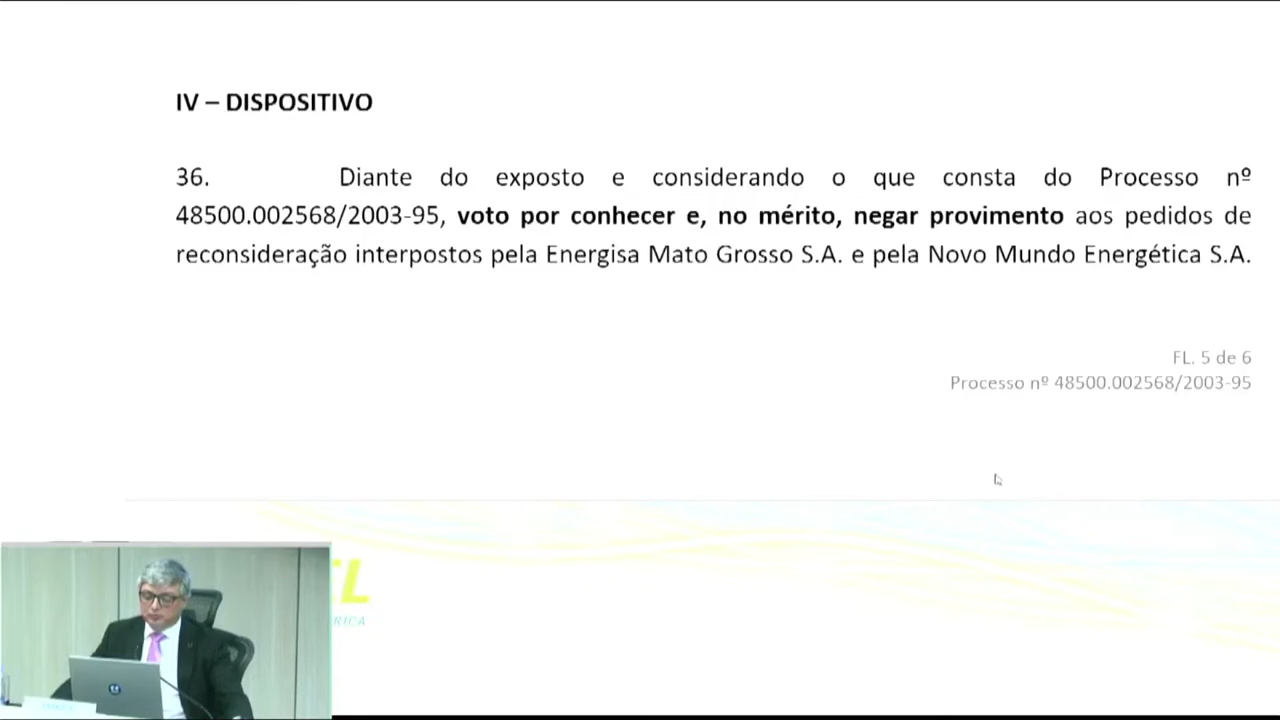 IV – DISPOSITIVO
36. Diante do exposto e considerando o que consta do Processo nº
48500.002568/2003-95, voto por conhecer e, no mérito, negar provimento aos pedidos de
reconsideração interpostos pela Energisa Mato Grosso S.A. e pela Novo Mundo Energética S.A.
FL. 5 de 6
Processo nº 48500.002568/2003-95